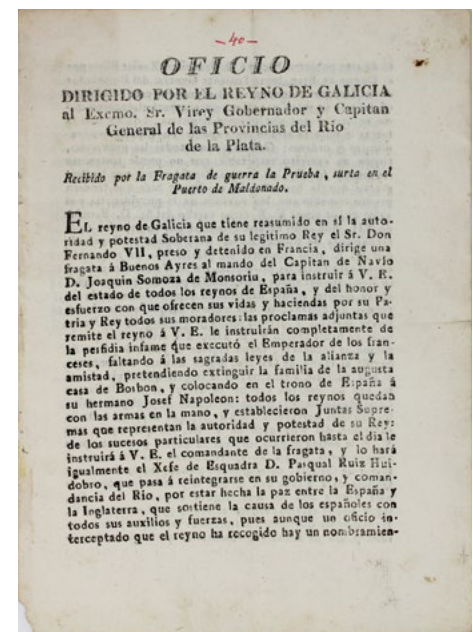 -40-
OFICIO
DIRIGIDO POR EL REYNO DE GALICIA
al Exemo. Sr. Virey Gobernador y Capitan
General de las Provincias del Rio
de la Plata.
Recibido por la Fragata de guerra la Prueba, surta en el
Puerto de Maldonado.
EL reyno de Galicia que tiene reasumido en sí la auto-
ridad y potestad Soberana de su legitimo Rey el Sr. Don
Fernando VII, preso y detenido en Francia, dirige una
fragata á Buenos Ayres al mando del Capitan de Navío
D. Joaquin Somoza de Monsoriu, para instruir á V. E.
del estado de todos los reynos de España, y del honor y
esfuerzo con que ofrecen sus vidas y haciendas por su Pa-
tria y Rey todos sus moradores: las proclamas adjuntas que
remite el reyno á V. E. le instruirán completamente de
la perfidia infame que executó el Emperador de los fran-
ceses, faltando á las sagradas leyes de la alianza y la
amistad, pretendiendo extinguir la familia de la augusta
casa de Borbon, y colocando en el trono de España á
su hermano Josef Napoleon: todos los reynos quedan
con las armas en la mano, y establecieron Juntas Supre-
mas que representan la autoridad y potestad de su Rey:
de los sucesos particulares que ocurrieron hasta el dia le
instruirá á V. E. el comandante de la fragata, y lo hará
igualmente el Xefe de Esquadra D. Pasqual Ruiz Hui-
dobro, que pasa á reintegrarse en su gobierno, y coman-
dancia del Rio, por estar hecha la paz entre la España y
la Inglaterra, que sostiene la causa de los españoles con
todos sus auxilios y fuerzas, pues aunque un oficio in-
terceptado que el reyno ha recogido hay un nombramien-